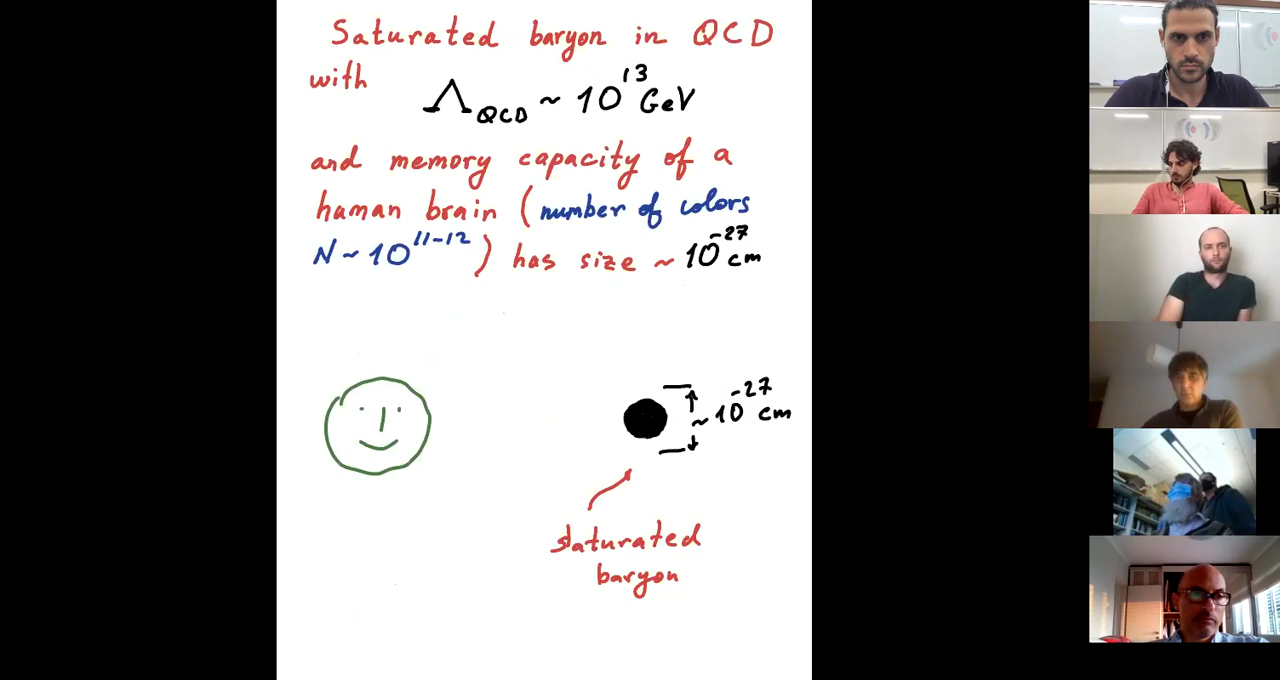 Saturated baryon in QCD
with
Λ_QCD ~ 10^13 GeV
and memory capacity of a
human brain (number of colors
N ~ 10^11-12) has size ~ 10^-27 cm
~ 10^-27 cm
saturated
baryon